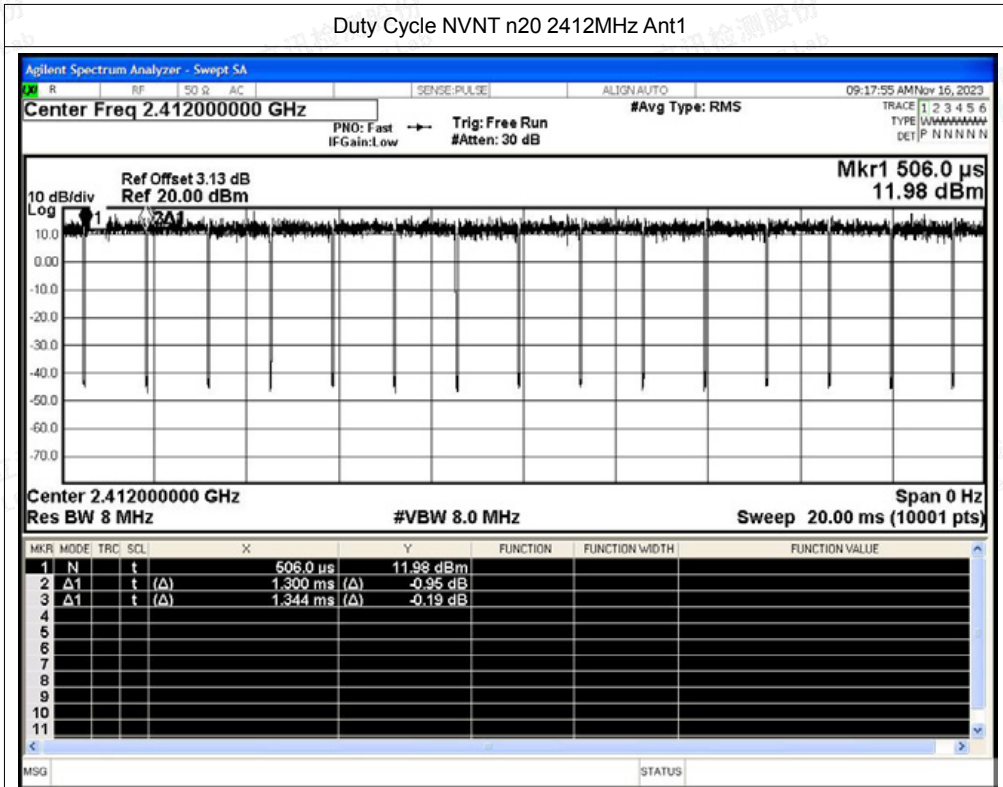 Duty Cycle NVNT n20 2412MHz Ant1
Agilent Spectrum Analyzer - Swept SA
R RF 50 Ω AC SENSE:PULSE ALIGN AUTO 09:17:55 AM Nov 16, 2023
Center Freq 2.412000000 GHz #Avg Type: RMS TRACE 1 2 3 4 5 6
PNO: Fast Trig: Free Run TYPE
IFGain:Low #Atten: 30 dB DET P N N N N N
Mkr1 506.0 µs
Ref Offset 3.13 dB
10 dB/div Ref 20.00 dBm 11.98 dBm
Log
1 3Δ1
10.0
0.00
-10.0
-20.0
-30.0
-40.0
-50.0
-60.0
-70.0
Center 2.412000000 GHz Span 0 Hz
Res BW 8 MHz #VBW 8.0 MHz Sweep 20.00 ms (10001 pts)
MKR MODE TRC SCL X Y FUNCTION FUNCTION WIDTH FUNCTION VALUE
1 N t 506.0 µs 11.98 dBm
2 Δ1 t (Δ) 1.300 ms (Δ) -0.95 dB
3 Δ1 t (Δ) 1.344 ms (Δ) -0.19 dB
4
5
6
7
8
9
10
11
MSG STATUS